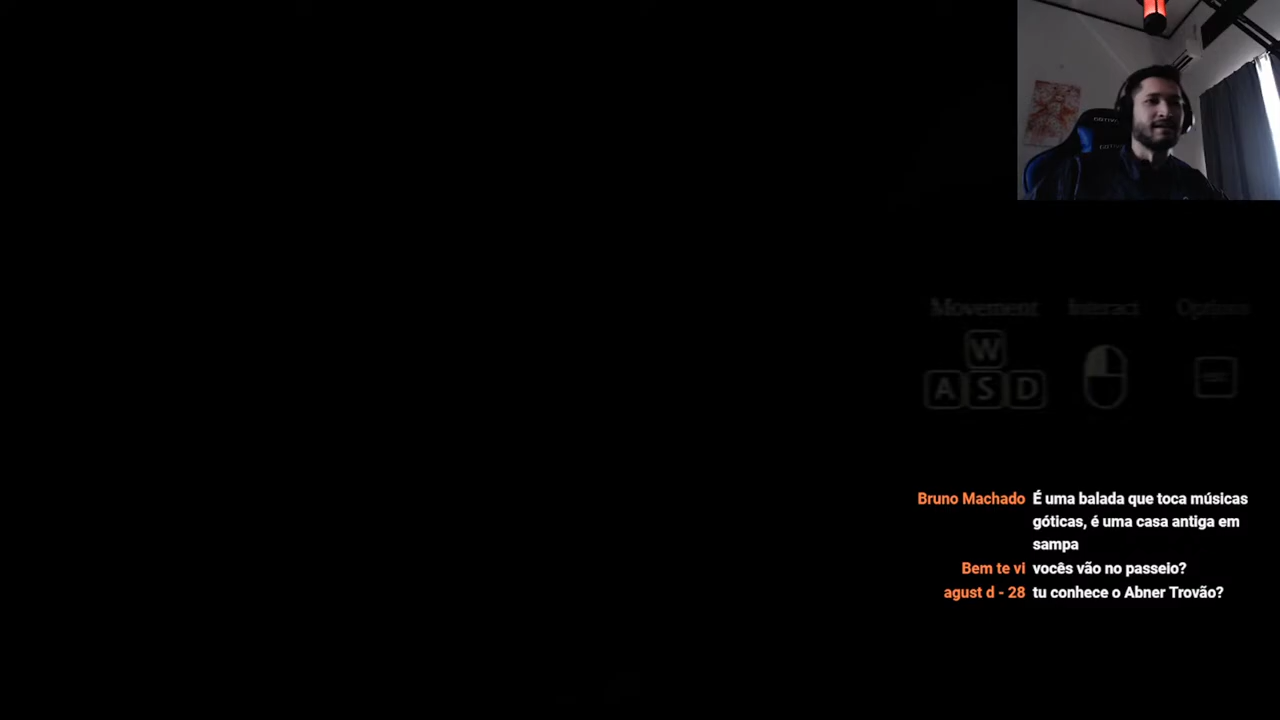 Movement Interact Options
W
A S D
Bruno Machado É uma balada que toca músicas
góticas, é uma casa antiga em
sampa
Bem te vi vocês vão no passeio?
agust d - 28 tu conhece o Abner Trovão?